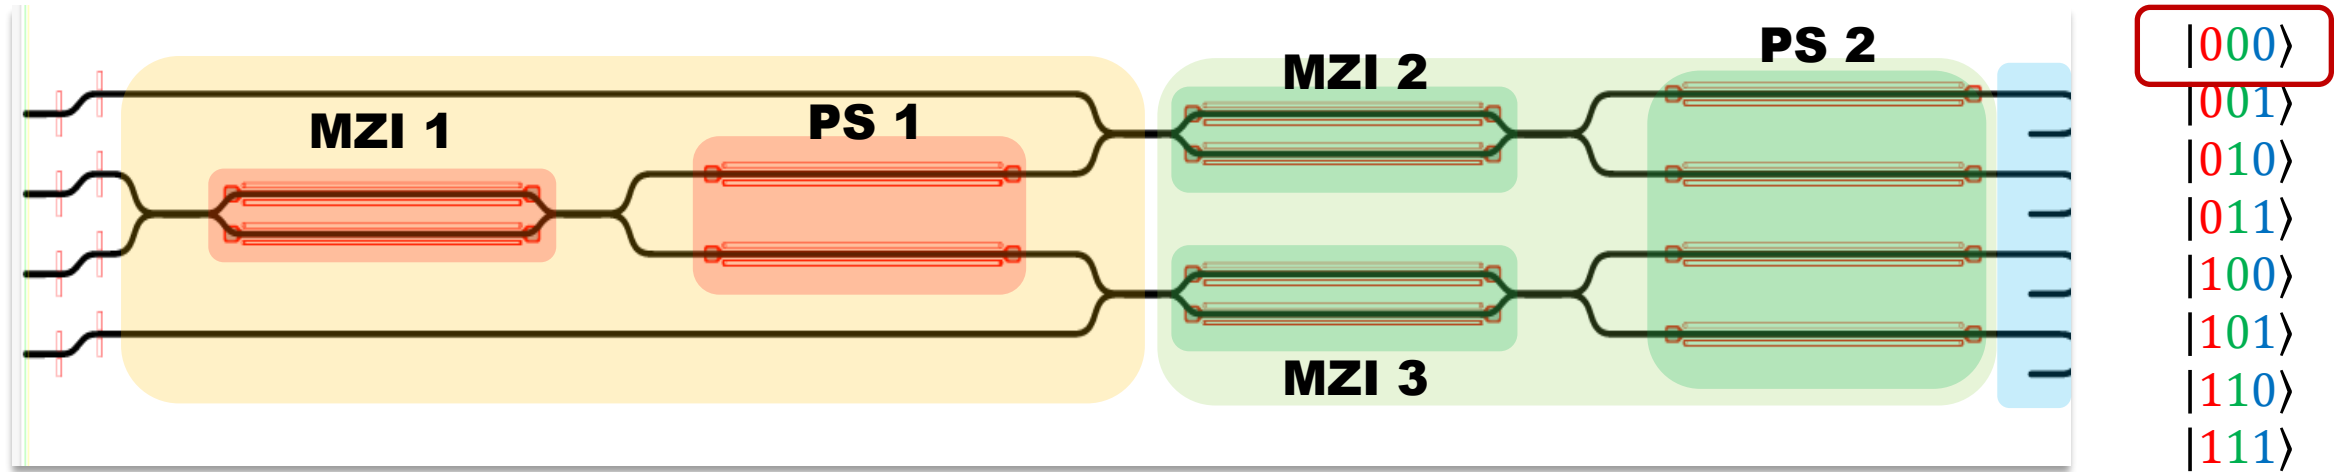 MZI 1
PS 1
MZI 2
MZI 3
PS 2
|000⟩
|001⟩
|010⟩
|011⟩
|100⟩
|101⟩
|110⟩
|111⟩